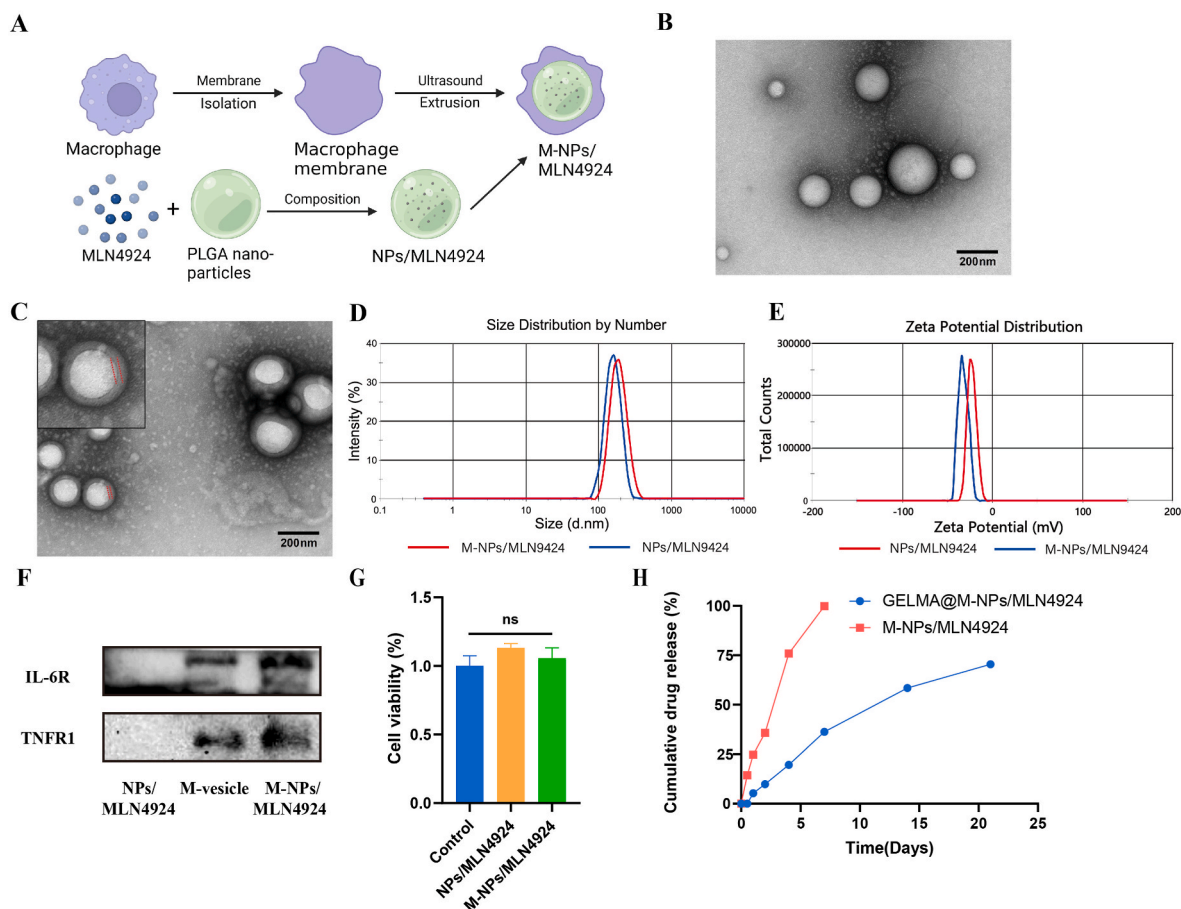 A
Membrane
Isolation
Ultrasound
Extrusion
Macrophage
Macrophage
membrane
M-NPs/
MLN4924
+
Composition
MLN4924
PLGA nano-
particles
NPs/MLN4924
B
200nm
C
200nm
D
Size Distribution by Number
Intensity (%)
40
30
20
10
0
0.1
1
10
100
1000
10000
Size (d.nm)
M-NPs/MLN9424
NPs/MLN9424
E
Zeta Potential Distribution
Total Counts
300000
200000
100000
0
-200
-100
0
100
200
Zeta Potential (mV)
NPs/MLN9424
M-NPs/MLN9424
F
IL-6R
TNFR1
NPs/
MLN4924
M-vesicle
M-NPs/
MLN4924
G
Cell viability (%)
1.5
1.0
0.5
0.0
ns
Control
NPs/MLN4924
M-NPs/MLN4924
H
Cumulative drug release (%)
100
75
50
25
0
0
5
10
15
20
25
Time(Days)
GELMA@M-NPs/MLN4924
M-NPs/MLN4924